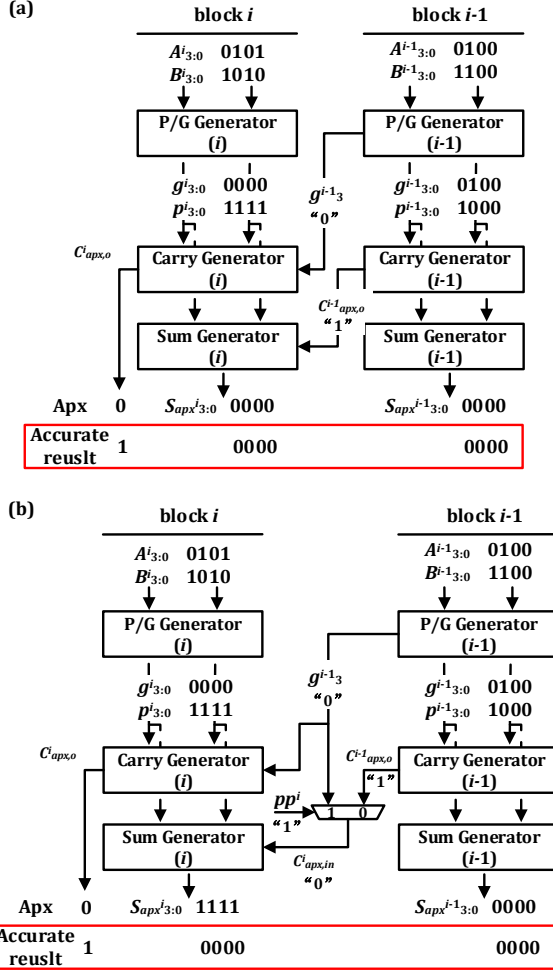 (a)
block i block i-1
A^i_3:0 0101 A^i-1_3:0 0100
B^i_3:0 1010 B^i-1_3:0 1100
P/G Generator P/G Generator
(i) (i-1)
g^i_3:0 0000 g^i-1_3 g^i-1_3:0 0100
p^i_3:0 1111 "0" p^i-1_3:0 1000
C^i_apx,o
Carry Generator Carry Generator
(i) (i-1)
C^i-1_apx,o
"1"
Sum Generator Sum Generator
(i) (i-1)
Apx 0 S_apx^i_3:0 0000 S_apx^i-1_3:0 0000
Accurate
reuslt 1 0000 0000
(b)
block i block i-1
A^i_3:0 0101 A^i-1_3:0 0100
B^i_3:0 1010 B^i-1_3:0 1100
P/G Generator P/G Generator
(i) (i-1)
g^i_3:0 0000 g^i-1_3 g^i-1_3:0 0100
p^i_3:0 1111 "0" p^i-1_3:0 1000
C^i_apx,o
Carry Generator C^i-1_apx,o Carry Generator
(i) "1" (i-1)
pp^i
"1" 1 0
Sum Generator Sum Generator
(i) (i-1)
C^i_apx,in
"0"
Apx 0 S_apx^i_3:0 1111 S_apx^i-1_3:0 0000
Accurate
reuslt 1 0000 0000